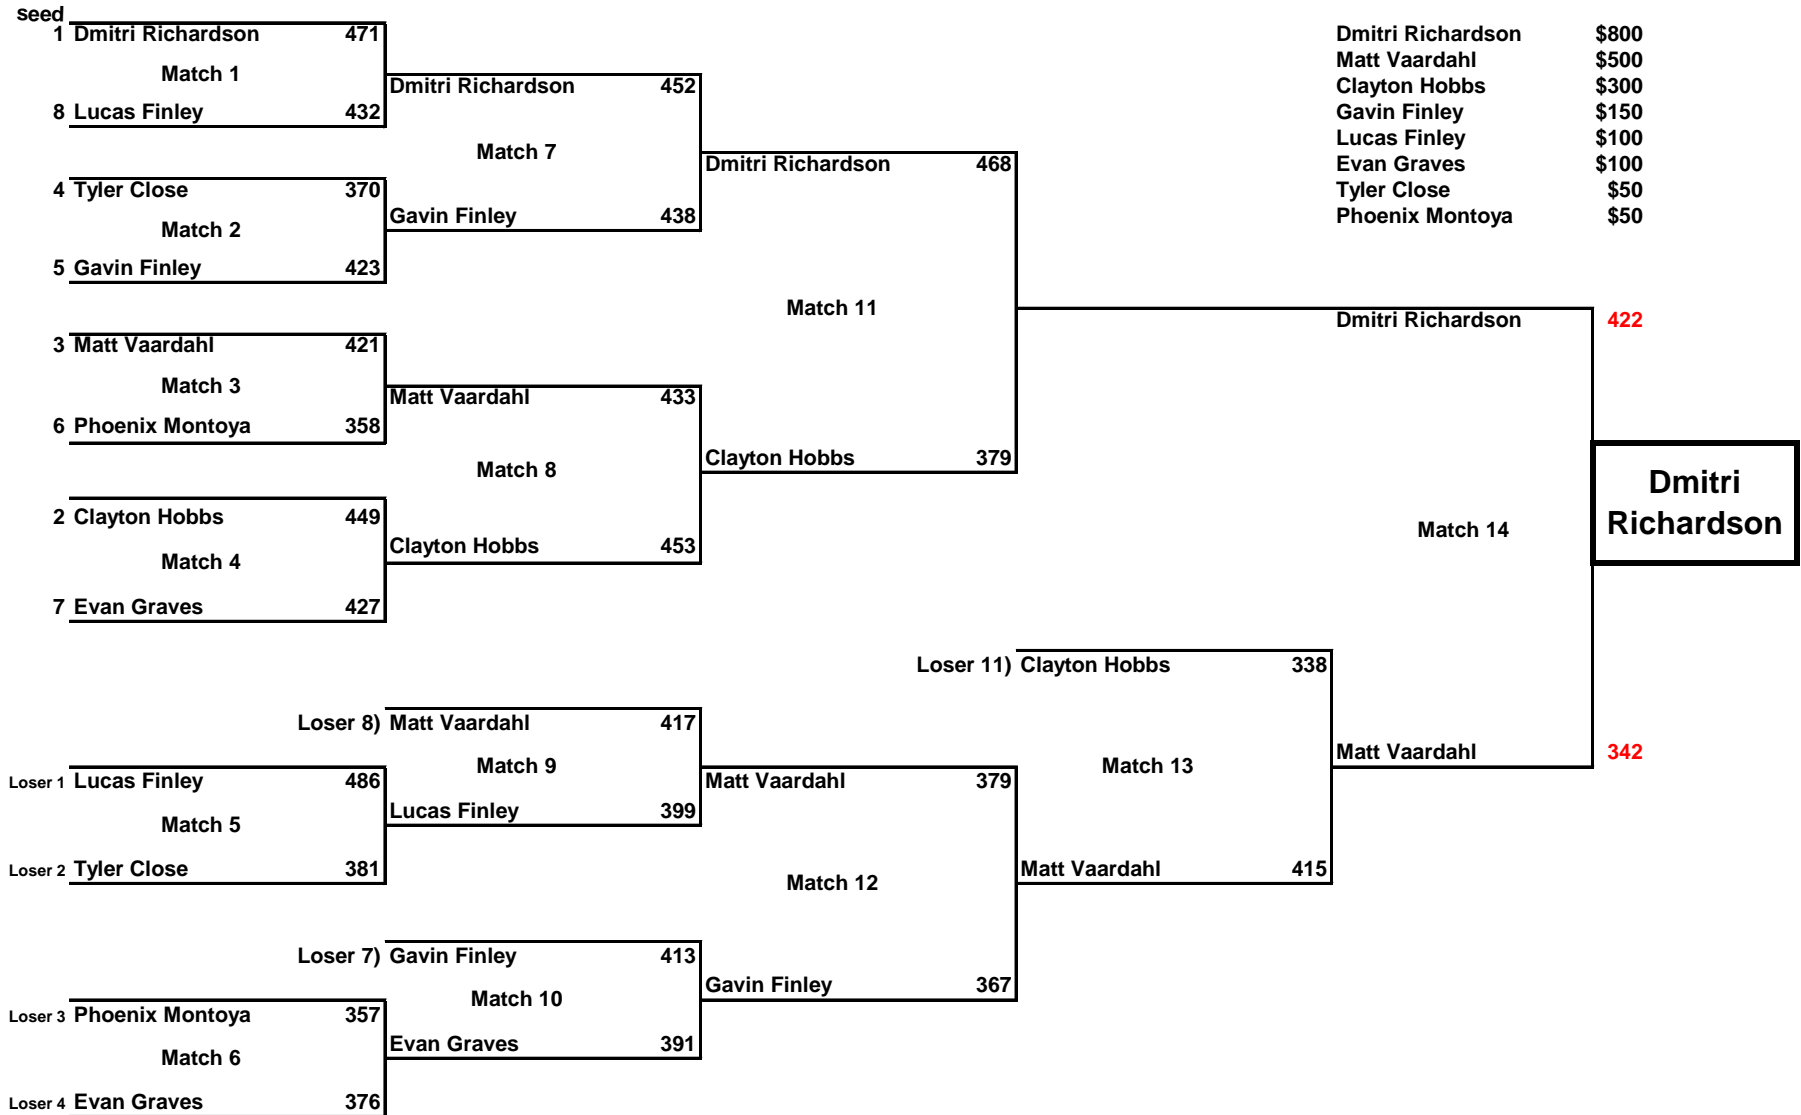 seed
1 Dmitri Richardson 471
Match 1
8 Lucas Finley 432
4 Tyler Close 370
Match 2
5 Gavin Finley 423
3 Matt Vaardahl 421
Match 3
6 Phoenix Montoya 358
2 Clayton Hobbs 449
Match 4
7 Evan Graves 427
Dmitri Richardson 452
Match 7
Gavin Finley 438
Matt Vaardahl 433
Match 8
Clayton Hobbs 453
Dmitri Richardson 468
Match 11
Clayton Hobbs 379
Dmitri Richardson $800
Matt Vaardahl $500
Clayton Hobbs $300
Gavin Finley $150
Lucas Finley $100
Evan Graves $100
Tyler Close $50
Phoenix Montoya $50
Dmitri Richardson 422
Match 14
Dmitri
Richardson
Matt Vaardahl 342
Loser 11) Clayton Hobbs 338
Match 13
Matt Vaardahl 415
Loser 8) Matt Vaardahl 417
Match 9
Lucas Finley 399
Loser 1 Lucas Finley 486
Match 5
Loser 2 Tyler Close 381
Matt Vaardahl 379
Match 12
Gavin Finley 367
Loser 7) Gavin Finley 413
Match 10
Evan Graves 391
Loser 3 Phoenix Montoya 357
Match 6
Loser 4 Evan Graves 376